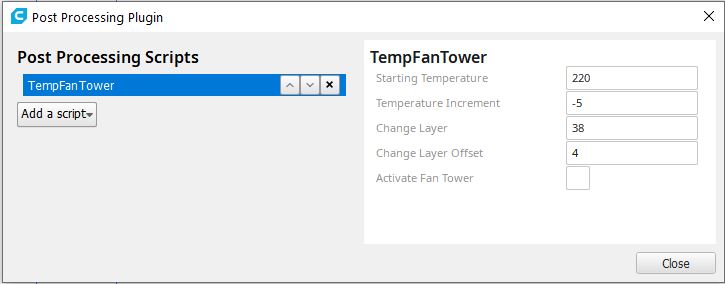 Post Processing Plugin
Post Processing Scripts
TempFanTower
Add a script
TempFanTower
Starting Temperature 220
Temperature Increment -5
Change Layer 38
Change Layer Offset 4
Activate Fan Tower
Close